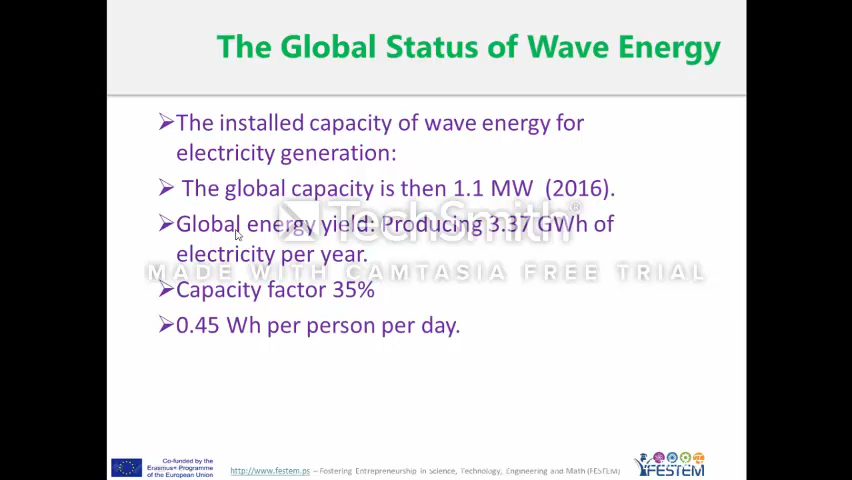 The Global Status of Wave Energy
➢The installed capacity of wave energy for
electricity generation:
➢ The global capacity is then 1.1 MW (2016).
➢Global energy yield: Producing 3.37 GWh of
electricity per year.
TechSmith®
MADE WITH CAMTASIA FREE TRIAL
➢Capacity factor 35%
➢0.45 Wh per person per day.
Co-funded by the
Erasmus+ Programme
of the European Union
http://www.festem.ps – Fostering Entrepreneurship in Science, Technology, Engineering and Math (FESTEM)
FESTEM